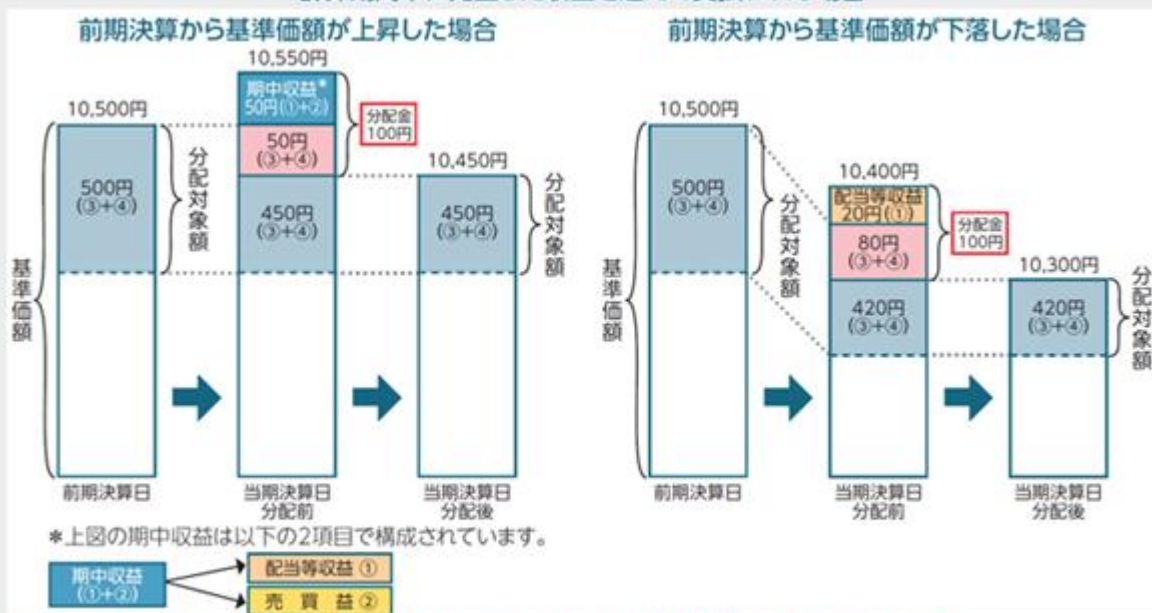 前期決算から基準価額が上昇した場合
10,500円
10,550円
期中収益*
50円(①+②)
50円
(③+④)
分配金
100円
10,450円
500円
(③+④)
分配対象額
450円
(③+④)
450円
(③+④)
分配対象額
基準価額
前期決算日
当期決算日
分配前
当期決算日
分配後
前期決算から基準価額が下落した場合
10,500円
10,400円
配当等収益
20円(①)
80円
(③+④)
分配金
100円
10,300円
500円
(③+④)
分配対象額
420円
(③+④)
420円
(③+④)
分配対象額
基準価額
前期決算日
当期決算日
分配前
当期決算日
分配後
*上図の期中収益は以下の2項目で構成されています。
期中収益
(①+②)
配当等収益 ①
売買益 ②